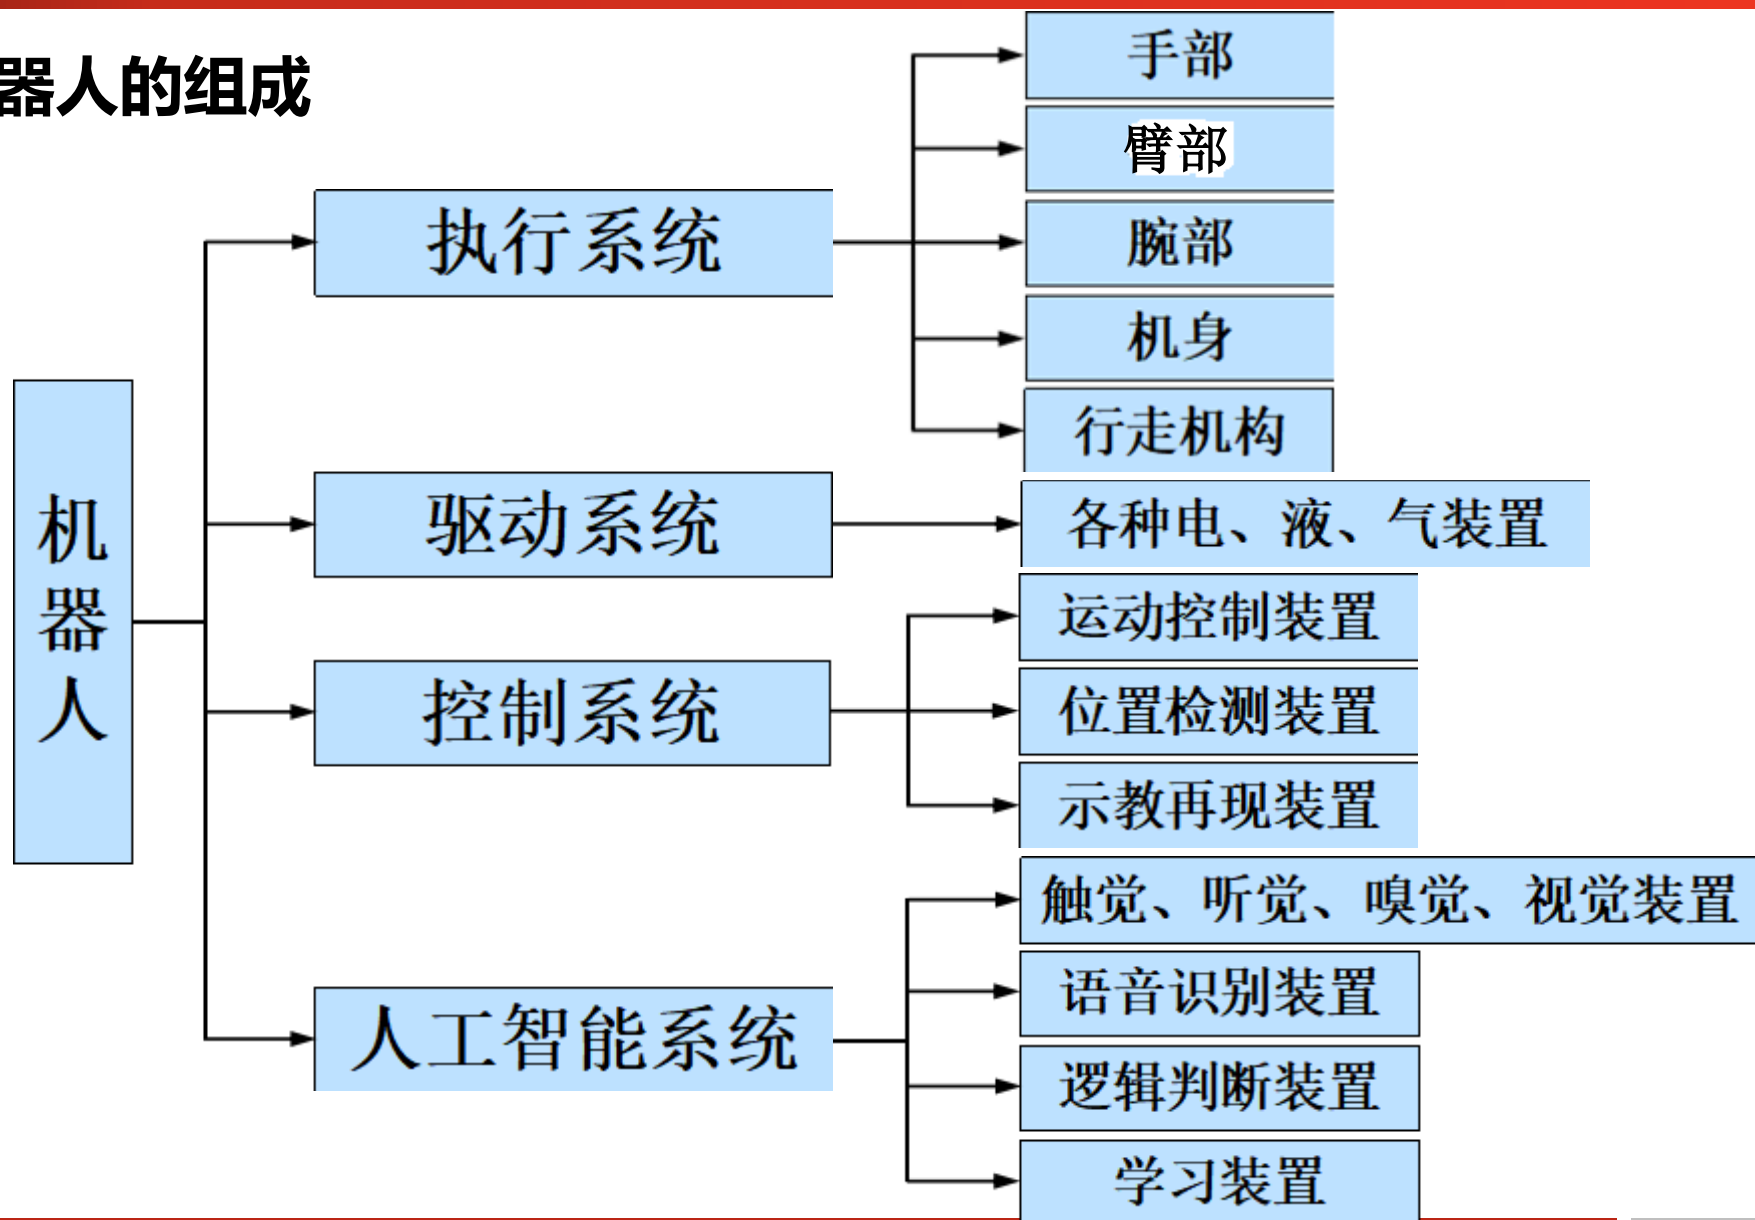 器人的组成
机器人
执行系统
手部
臂部
腕部
机身
行走机构
驱动系统
各种电、液、气装置
控制系统
运动控制装置
位置检测装置
示教再现装置
人工智能系统
触觉、听觉、嗅觉、视觉装置
语音识别装置
逻辑判断装置
学习装置